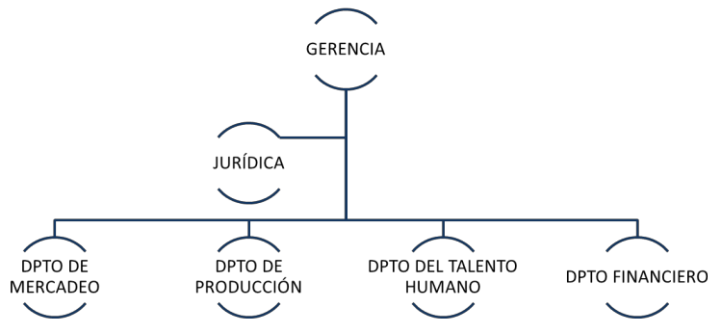 GERENCIA
JURÍDICA
DPTO DE
MERCADEO
DPTO DE
PRODUCCIÓN
DPTO DEL TALENTO
HUMANO
DPTO FINANCIERO